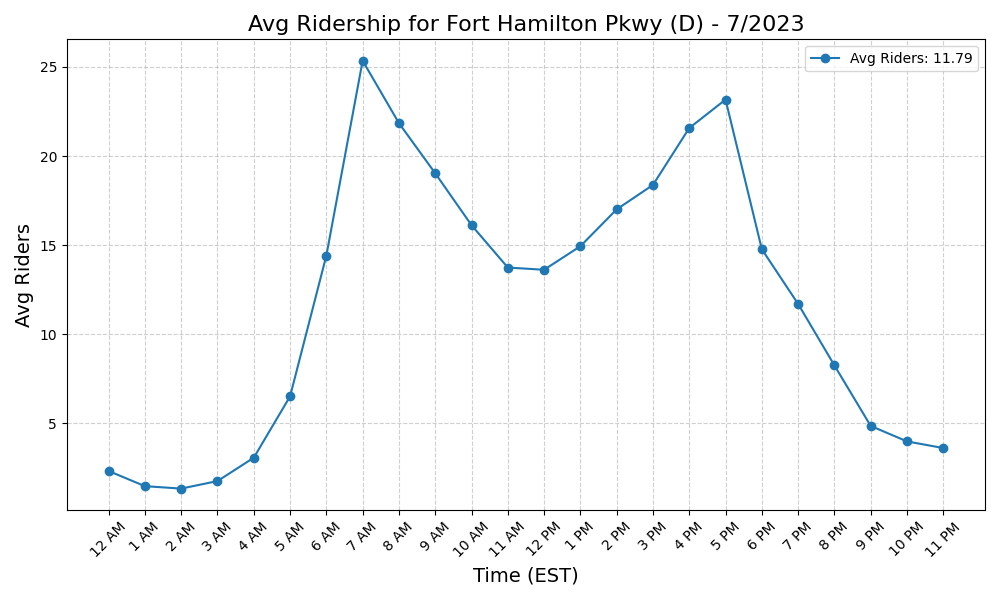 Avg Ridership for Fort Hamilton Pkwy (D) - 7/2023
Avg Riders: 11.79
Avg Riders
25
20
15
10
5
12 AM
1 AM
2 AM
3 AM
4 AM
5 AM
6 AM
7 AM
8 AM
9 AM
10 AM
11 AM
12 PM
1 PM
2 PM
3 PM
4 PM
5 PM
6 PM
7 PM
8 PM
9 PM
10 PM
11 PM
Time (EST)